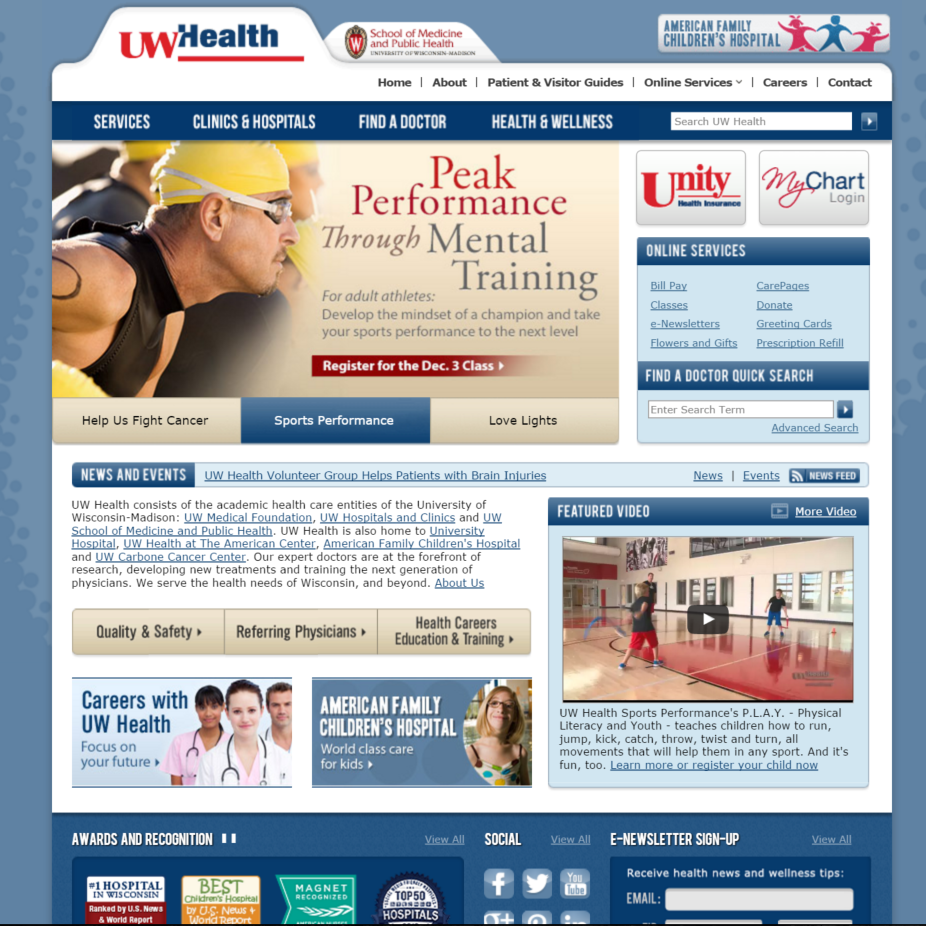 UWHealth
School of Medicine
and Public Health
UNIVERSITY OF WISCONSIN-MADISON
AMERICAN FAMILY
CHILDREN'S HOSPITAL
Home | About | Patient & Visitor Guides | Online Services | Careers | Contact
SERVICES CLINICS & HOSPITALS FIND A DOCTOR HEALTH & WELLNESS
Search UW Health
Peak
Performance
Through Mental
Training
For adult athletes:
Develop the mindset of a champion and take
your sports performance to the next level
Register for the Dec. 3 Class
Help Us Fight Cancer
Sports Performance
Love Lights
Unity
Health Insurance
MyChart
Login
ONLINE SERVICES
Bill Pay CarePages
Classes Donate
e-Newsletters Greeting Cards
Flowers and Gifts Prescription Refill
FIND A DOCTOR QUICK SEARCH
Enter Search Term
Advanced Search
NEWS AND EVENTS UW Health Volunteer Group Helps Patients with Brain Injuries News | Events NEWS FEED
UW Health consists of the academic health care entities of the University of
Wisconsin-Madison: UW Medical Foundation, UW Hospitals and Clinics and UW
School of Medicine and Public Health. UW Health is also home to University
Hospital, UW Health at The American Center, American Family Children's Hospital
and UW Carbone Cancer Center. Our expert doctors are at the forefront of
research, developing new treatments and training the next generation of
physicians. We serve the health needs of Wisconsin, and beyond. About Us
Quality & Safety
Referring Physicians
Health Careers
Education & Training
Careers with
UW Health
Focus on
your future
AMERICAN FAMILY
CHILDREN'S HOSPITAL
World class care
for kids
FEATURED VIDEO More Video
UW Health Sports Performance's P.L.A.Y. - Physical
Literacy and Youth - teaches children how to run,
jump, kick, catch, throw, twist and turn, all
movements that will help them in any sport. And it's
fun, too. Learn more or register your child now
AWARDS AND RECOGNITION View All
#1 HOSPITAL
IN WISCONSIN
Ranked by U.S. News
& World Report
BEST
Children's Hospital
by U.S. News +
World Report
MAGNET
RECOGNIZED
TOP 50
HOSPITALS
SOCIAL View All
You
Tube
E-NEWSLETTER SIGN-UP View All
Receive health news and wellness tips:
EMAIL: